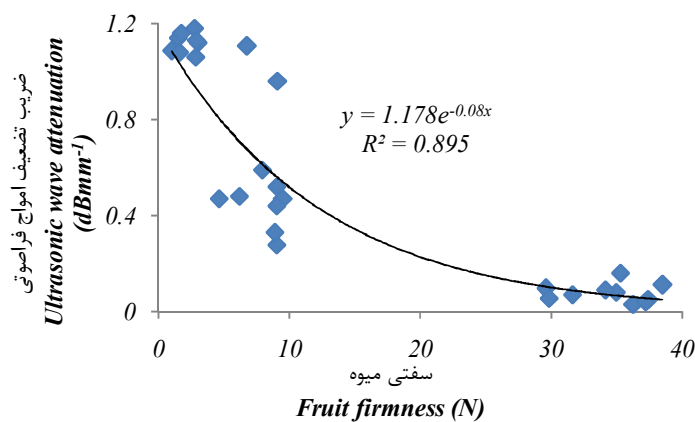 ضریب تضعیف امواج فراصوتی
Ultrasonic wave attenuation
(dBmm-1)
1.2
0.8
0.4
0
y = 1.178e-0.08x
R² = 0.895
0 10 20 30 40
سفتی میوه
Fruit firmness (N)